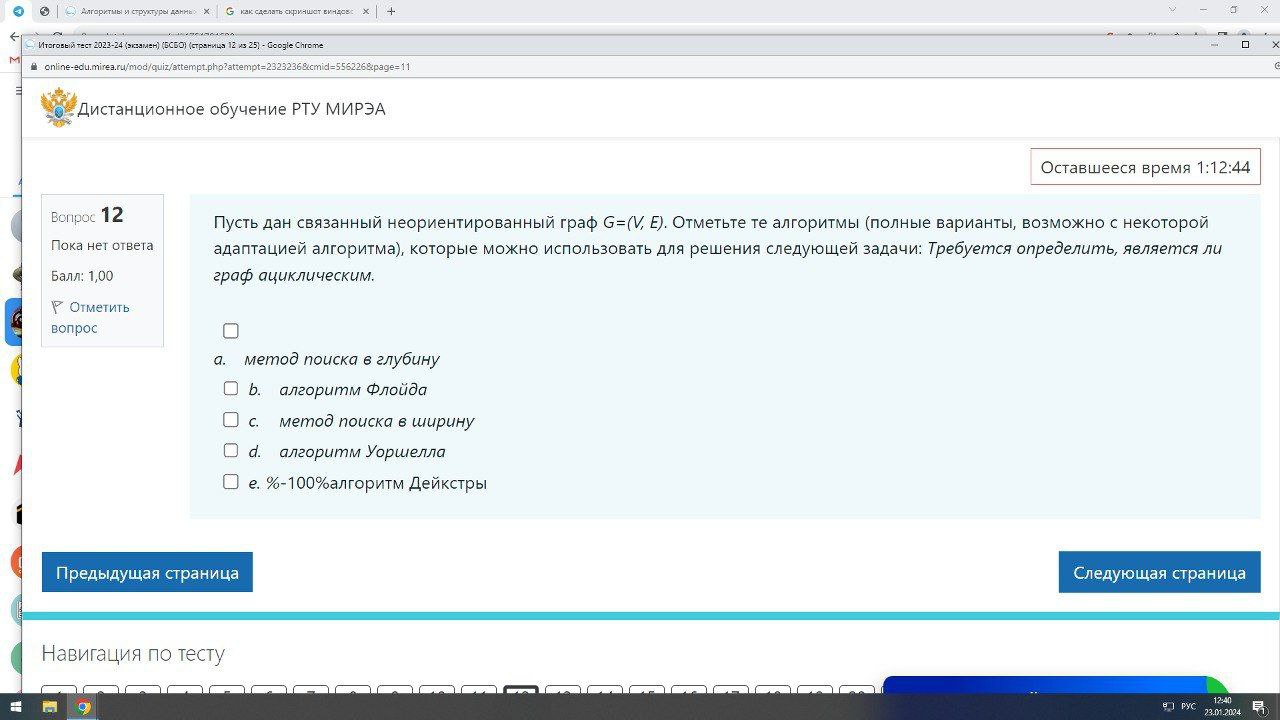 Алгоритмы и структуры данны
как сделать скриншот виндовс
Итоговый тест 2023-24 (экзамен) (БСБО) (страница 12 из 25) - Google Chrome
online-edu.mirea.ru/mod/quiz/attempt.php?attempt=2323236&cmid=556226&page=11
Дистанционное обучение РТУ МИРЭА
Оставшееся время 1:12:44
Вопрос 12
Пока нет ответа
Балл: 1,00
Отметить
вопрос
Пусть дан связанный неориентированный граф G=(V, E). Отметьте те алгоритмы (полные варианты, возможно с некоторой
адаптацией алгоритма), которые можно использовать для решения следующей задачи: Требуется определить, является ли
граф ациклическим.
a. метод поиска в глубину
b. алгоритм Флойда
c. метод поиска в ширину
d. алгоритм Уоршелла
e. %-100%алгоритм Дейкстры
Предыдущая страница
Следующая страница
Навигация по тесту
РУС
12:40
23.01.2024